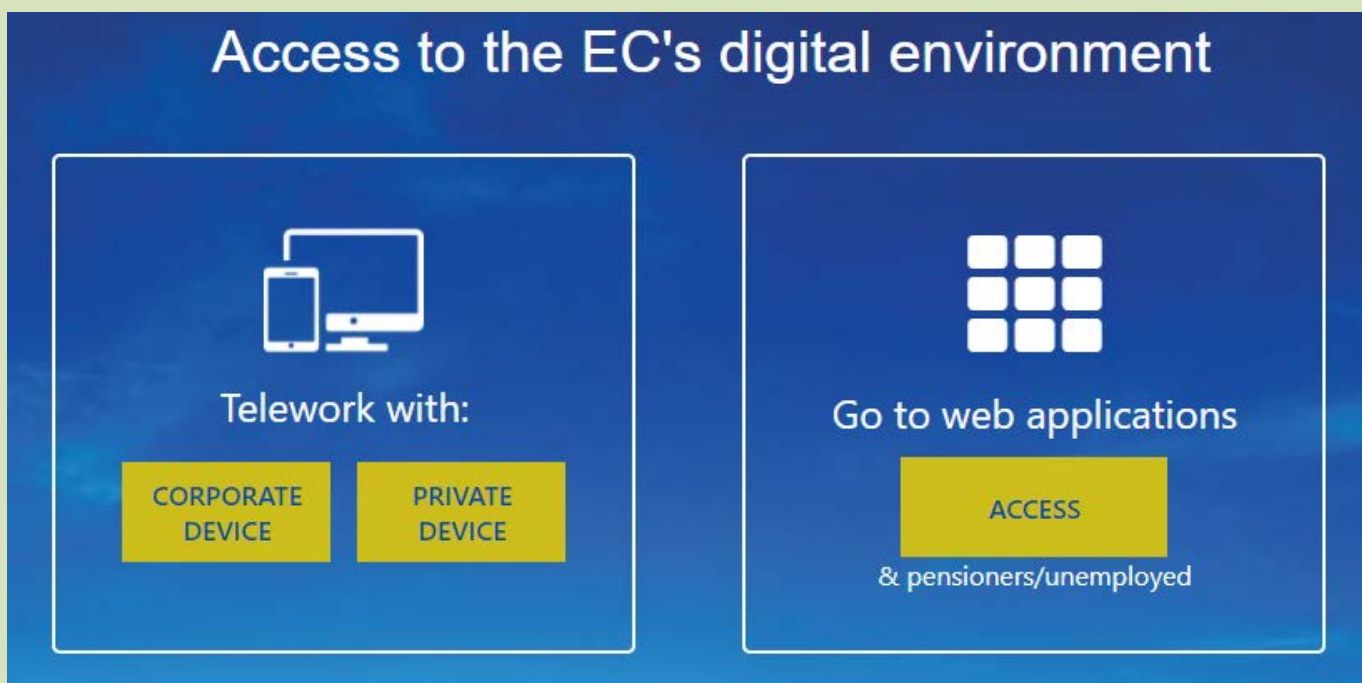 Access to the EC's digital environment
Telework with:
CORPORATE
DEVICE
PRIVATE
DEVICE
Go to web applications
ACCESS
& pensioners/unemployed